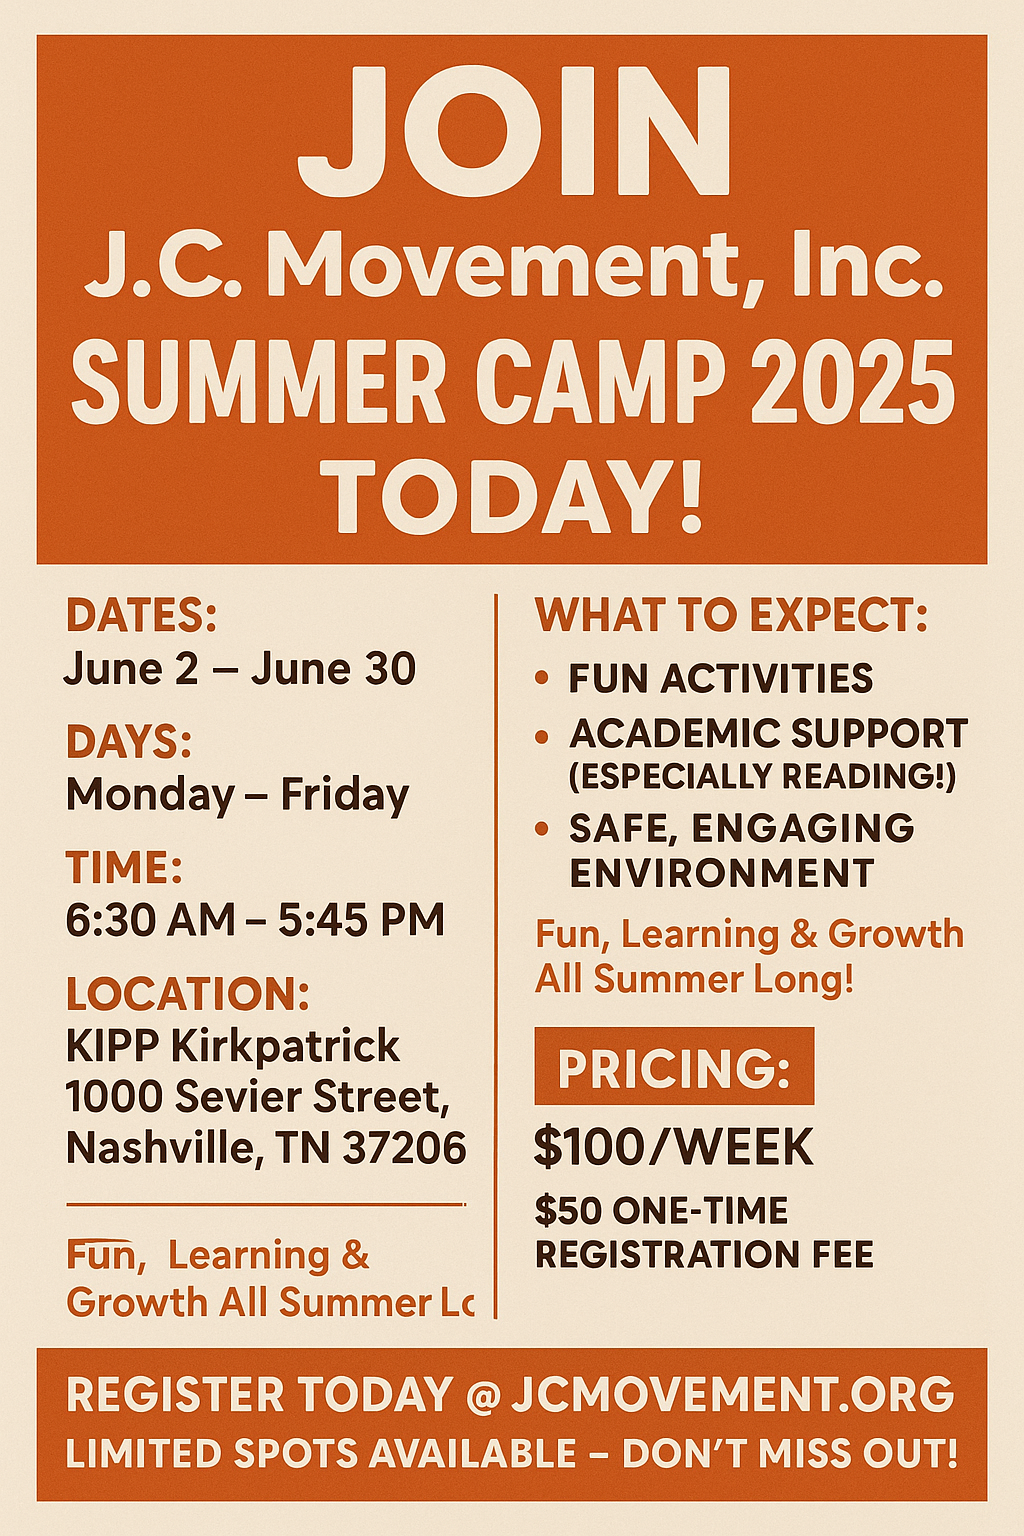 JOIN
J.C. Movement, Inc.
SUMMER CAMP 2025
TODAY!
DATES:
June 2 – June 30
DAYS:
Monday – Friday
TIME:
6:30 AM – 5:45 PM
LOCATION:
KIPP Kirkpatrick
1000 Sevier Street,
Nashville, TN 37206
Fun, Learning &
Growth All Summer Lo
WHAT TO EXPECT:
• FUN ACTIVITIES
• ACADEMIC SUPPORT
(ESPECIALLY READING!)
• SAFE, ENGAGING
ENVIRONMENT
Fun, Learning & Growth
All Summer Long!
PRICING:
$100/WEEK
$50 ONE-TIME
REGISTRATION FEE
REGISTER TODAY @ JCMOVEMENT.ORG
LIMITED SPOTS AVAILABLE – DON'T MISS OUT!